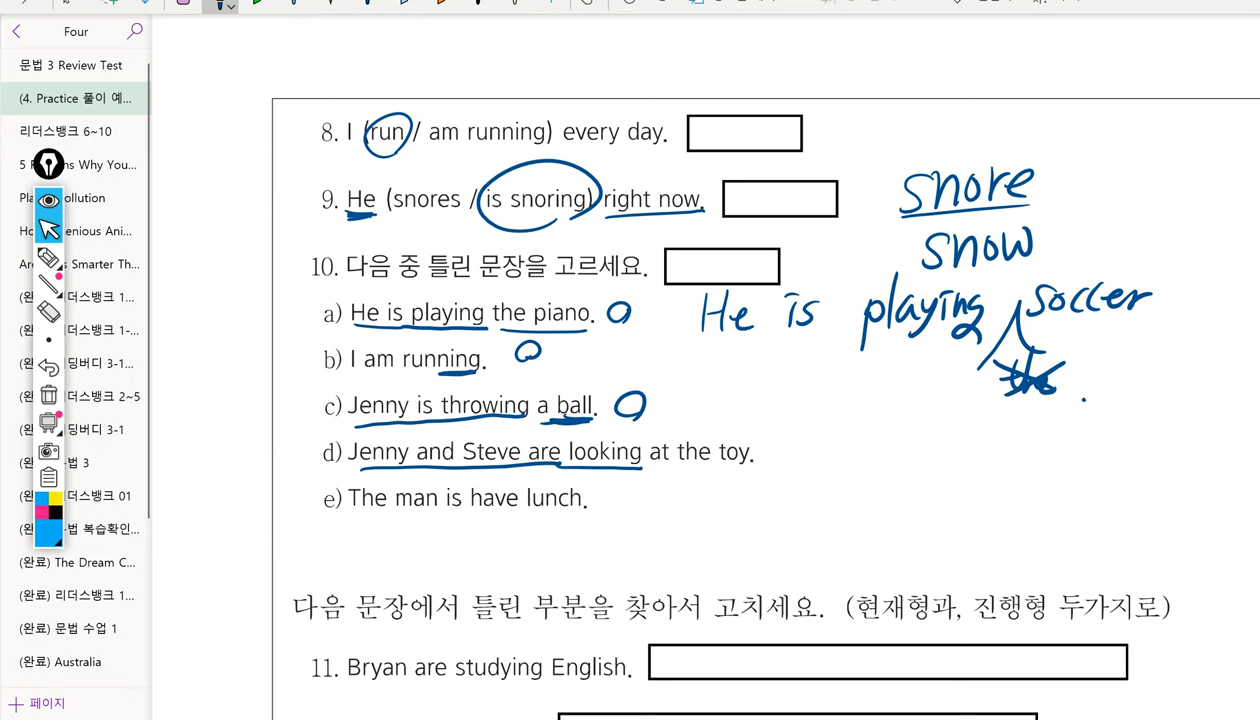 Four
문법 3 Review Test
(4. Practice 풀이 예...
리더스뱅크 6~10
5 R ns Why You...
Pla ollution
Ho enious Ani...
Ar s Smarter Th...
(완 더스뱅크 1...
(완 더스뱅크 1-...
(완 딩버디 3-1...
(완 더스뱅크 2~5
(완 딩버디 3-1
(완 법 3
(완 더스뱅크 01
(완 법 복습확인...
(완료) The Dream C...
(완료) 리더스뱅크 1...
(완료) 문법 수업 1
(완료) Australia
페이지
8. I (run / am running) every day.
9. He (snores / is snoring) right now.
snore
snow
10. 다음 중 틀린 문장을 고르세요.
a) He is playing the piano.
He is playing soccer
the .
b) I am running.
c) Jenny is throwing a ball.
d) Jenny and Steve are looking at the toy.
e) The man is have lunch.
다음 문장에서 틀린 부분을 찾아서 고치세요. (현재형과, 진행형 두가지로)
11. Bryan are studying English.